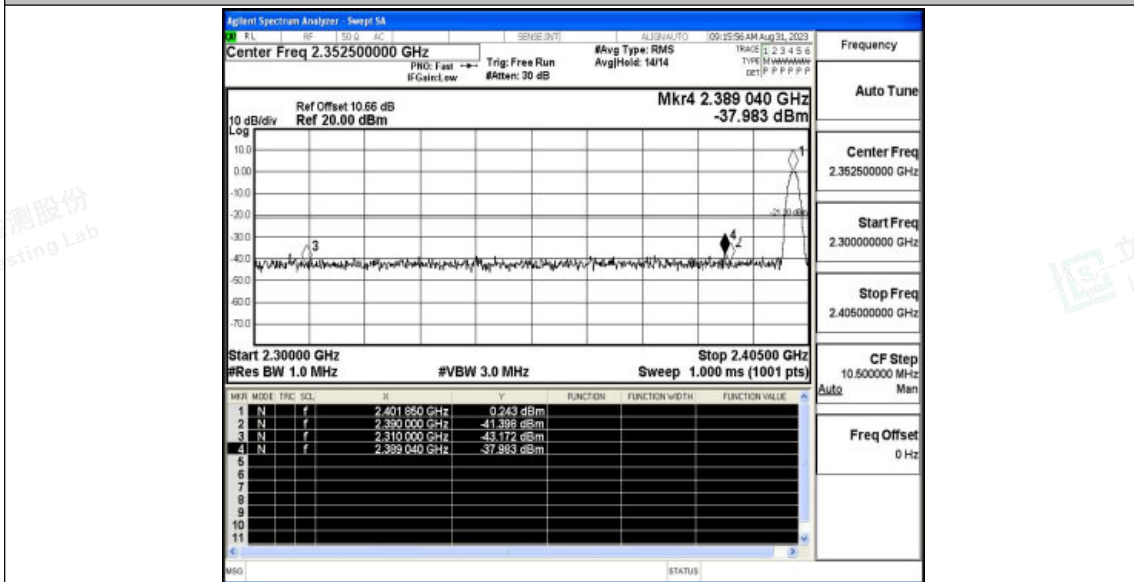 Agilent Spectrum Analyzer - Swept SA
RL RF 50 Ω AC SENSE:INT ALIGNAUTO 09:15:56 AM Aug 31, 2023
Center Freq 2.352500000 GHz
PNO: Fast Trig: Free Run #Avg Type: RMS TRACE 1 2 3 4 5 6
IFGain:Low #Atten: 30 dB Avg|Hold: 14/14 TYPE M WWWWW
DET P P P P P P
Ref Offset 10.66 dB Mkr4 2.389 040 GHz
10 dB/div Ref 20.00 dBm -37.983 dBm
Log
10.0
0.00
-10.0
-20.0
-30.0
-40.0
-50.0
-60.0
-70.0
1
-21.20 dBm
3
4
2
Start 2.30000 GHz Stop 2.40500 GHz
#Res BW 1.0 MHz #VBW 3.0 MHz Sweep 1.000 ms (1001 pts)
MKR MODE TRC SCL X Y FUNCTION FUNCTION WIDTH FUNCTION VALUE
1 N f 2.401 850 GHz 0.243 dBm
2 N f 2.390 000 GHz -41.398 dBm
3 N f 2.310 000 GHz -43.172 dBm
4 N f 2.389 040 GHz -37.983 dBm
5
6
7
8
9
10
11
MSG STATUS
Frequency
Auto Tune
Center Freq
2.352500000 GHz
Start Freq
2.300000000 GHz
Stop Freq
2.405000000 GHz
CF Step
10.500000 MHz
Auto Man
Freq Offset
0 Hz
测股份
sting Lab
立